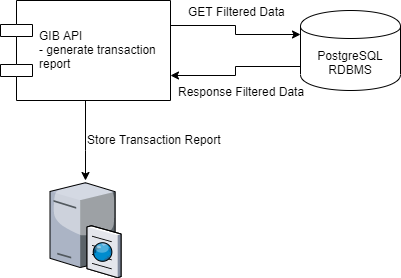 GET Filtered Data
GIB API
- generate transaction
report
PostgreSQL
RDBMS
Response Filtered Data
Store Transaction Report